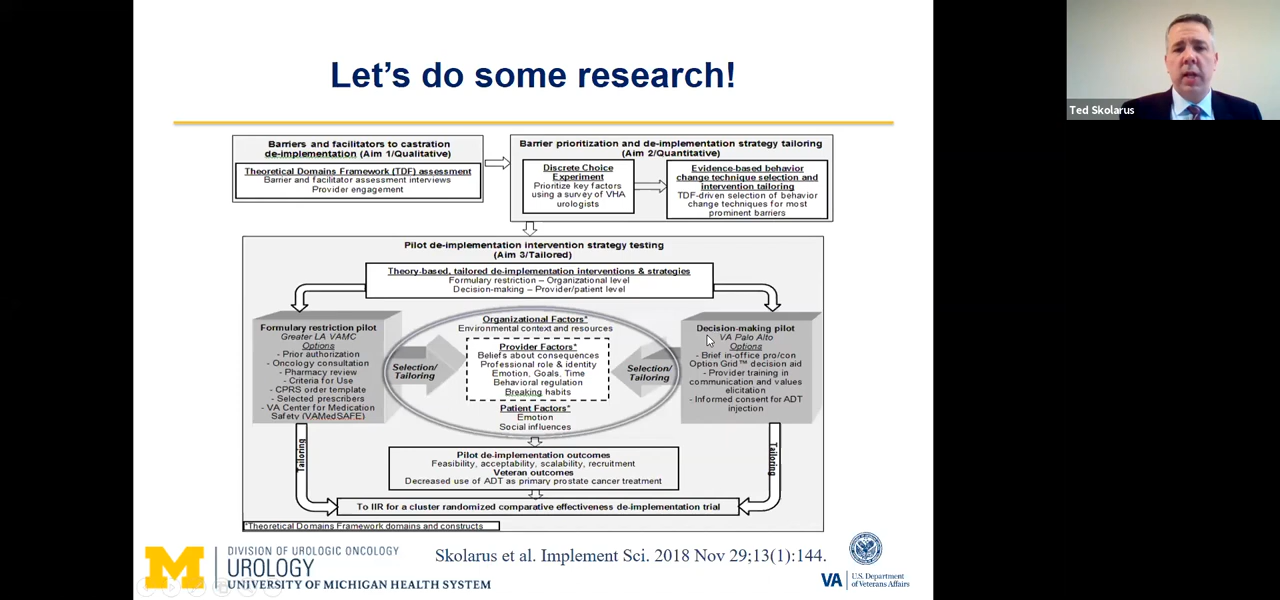 Let's do some research!
Ted Skolarus
Barriers and facilitators to castration
de-implementation (Aim 1/Qualitative)
Theoretical Domains Framework (TDF) assessment
Barrier and facilitator assessment interviews
Provider engagement
Barrier prioritization and de-implementation strategy tailoring
(Aim 2/Quantitative)
Discrete Choice
Experiment
Prioritize key factors
using a survey of VHA
urologists
Evidence-based behavior
change technique selection and
intervention tailoring
TDF-driven selection of behavior
change techniques for most
prominent barriers
Pilot de-implementation intervention strategy testing
(Aim 3/Tailored)
Theory-based, tailored de-implementation interventions & strategies
Formulary restriction – Organizational level
Decision-making – Provider/patient level
Formulary restriction pilot
Greater LA VAMC
Options
- Prior authorization
- Oncology consultation
- Pharmacy review
- Criteria for Use
- CPRS order template
- Selected prescribers
- VA Center for Medication
Safety (VAMedSAFE)
Selection/
Tailoring
Organizational Factors*
Environmental context and resources
Provider Factors*
Beliefs about consequences
Professional role & identity
Emotion, Goals, Time
Behavioral regulation
Breaking habits
Patient Factors*
Emotion
Social influences
Selection/
Tailoring
Decision-making pilot
VA Palo Alto
Options
- Brief in-office pro/con
Option Grid™ decision aid
- Provider training in
communication and values
elicitation
- Informed consent for ADT
injection
Tailoring
Tailoring
Pilot de-implementation outcomes
Feasibility, acceptability, scalability, recruitment
Veteran outcomes
Decreased use of ADT as primary prostate cancer treatment
To IIR for a cluster randomized comparative effectiveness de-implementation trial
*Theoretical Domains Framework domains and constructs
M
DIVISION OF UROLOGIC ONCOLOGY
UROLOGY
UNIVERSITY OF MICHIGAN HEALTH SYSTEM
Skolarus et al. Implement Sci. 2018 Nov 29;13(1):144.
VA
U.S. Department
of Veterans Affairs